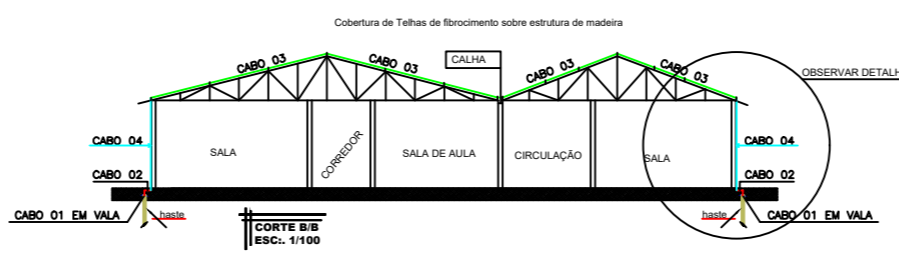 Cobertura de Telhas de fibrocimento sobre estrutura de madeira
CABO 03
CABO 03
CALHA
CABO 03
CABO 03
OBSERVAR DETALH
CABO 04
SALA
CORREDOR
SALA DE AULA
CIRCULAÇÃO
SALA
CABO 04
CABO 02
CABO 02
CABO 01 EM VALA
haste
haste
CABO 01 EM VALA
CORTE B/B
ESC:. 1/100